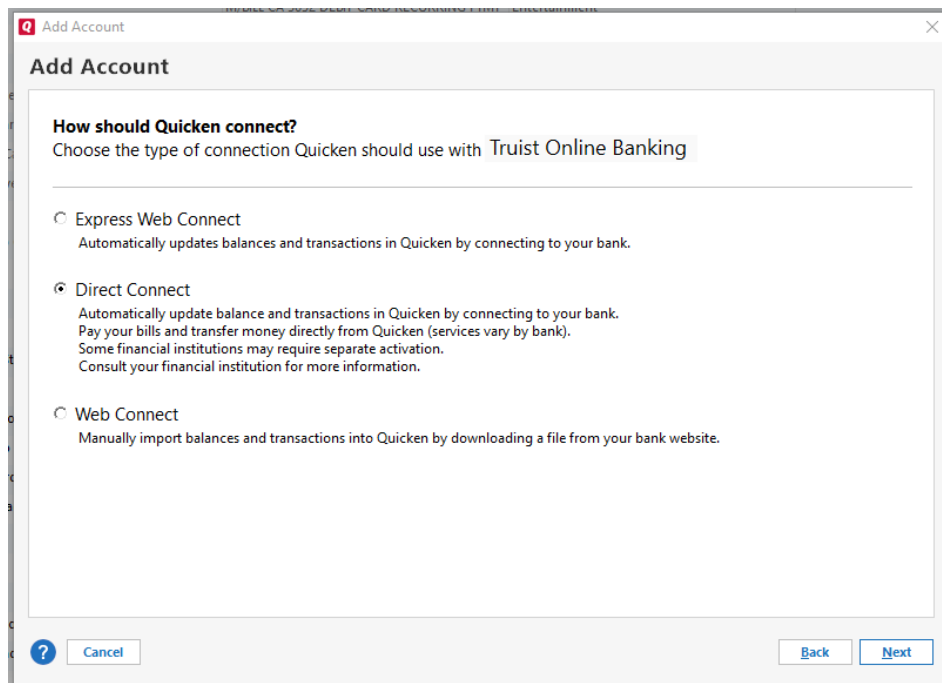 Add Account
Add Account
How should Quicken connect?
Choose the type of connection Quicken should use with Truist Online Banking
Express Web Connect
Automatically updates balances and transactions in Quicken by connecting to your bank.
Direct Connect
Automatically update balance and transactions in Quicken by connecting to your bank.
Pay your bills and transfer money directly from Quicken (services vary by bank).
Some financial institutions may require separate activation.
Consult your financial institution for more information.
Web Connect
Manually import balances and transactions into Quicken by downloading a file from your bank website.
? Cancel Back Next